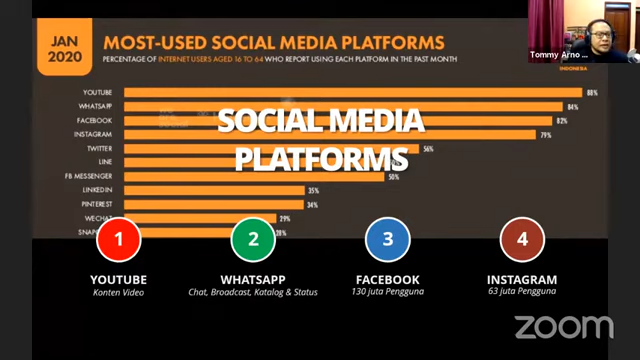 JAN
2020
MOST-USED SOCIAL MEDIA PLATFORMS
PERCENTAGE OF INTERNET USERS AGED 16 TO 64 WHO REPORT USING EACH PLATFORM IN THE PAST MONTH
Tommy Arno
INDONESIA
YOUTUBE 88%
WHATSAPP 84%
FACEBOOK 82%
INSTAGRAM 79%
TWITTER 56%
LINE
FB MESSENGER 50%
LINKEDIN 35%
PINTEREST 34%
WECHAT 29%
28%
SOCIAL MEDIA
PLATFORMS
1
2
3
4
YOUTUBE
Konten Video
WHATSAPP
Chat, Broadcast, Katalog & Status
FACEBOOK
130 juta Pengguna
INSTAGRAM
63 juta Pengguna
zoom